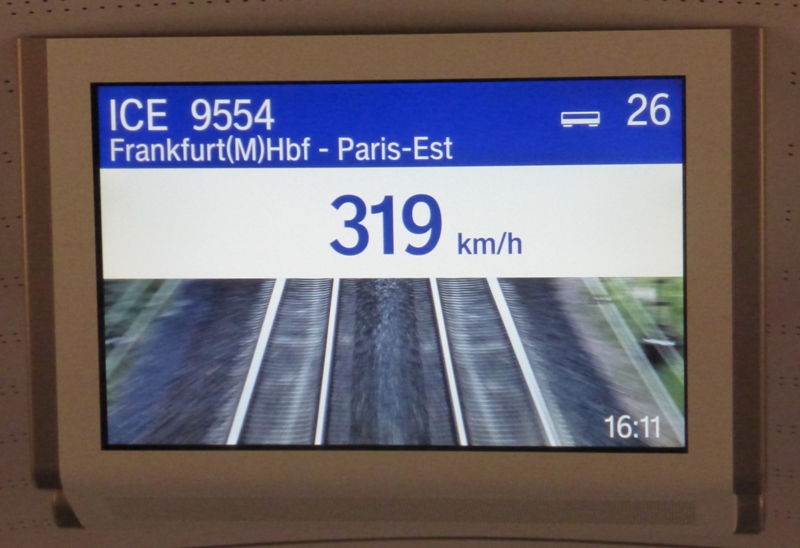 ICE 9554 26
Frankfurt(M)Hbf - Paris-Est
319 km/h
16:11